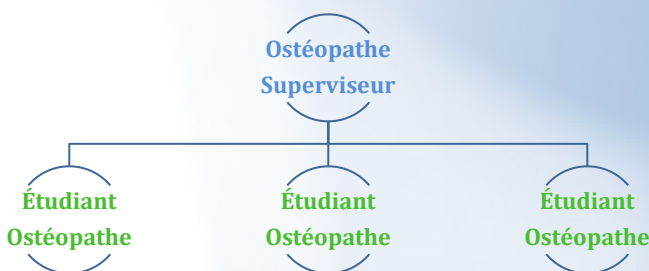 Ostéopathe
Superviseur
Étudiant
Ostéopathe
Étudiant
Ostéopathe
Étudiant
Ostéopathe